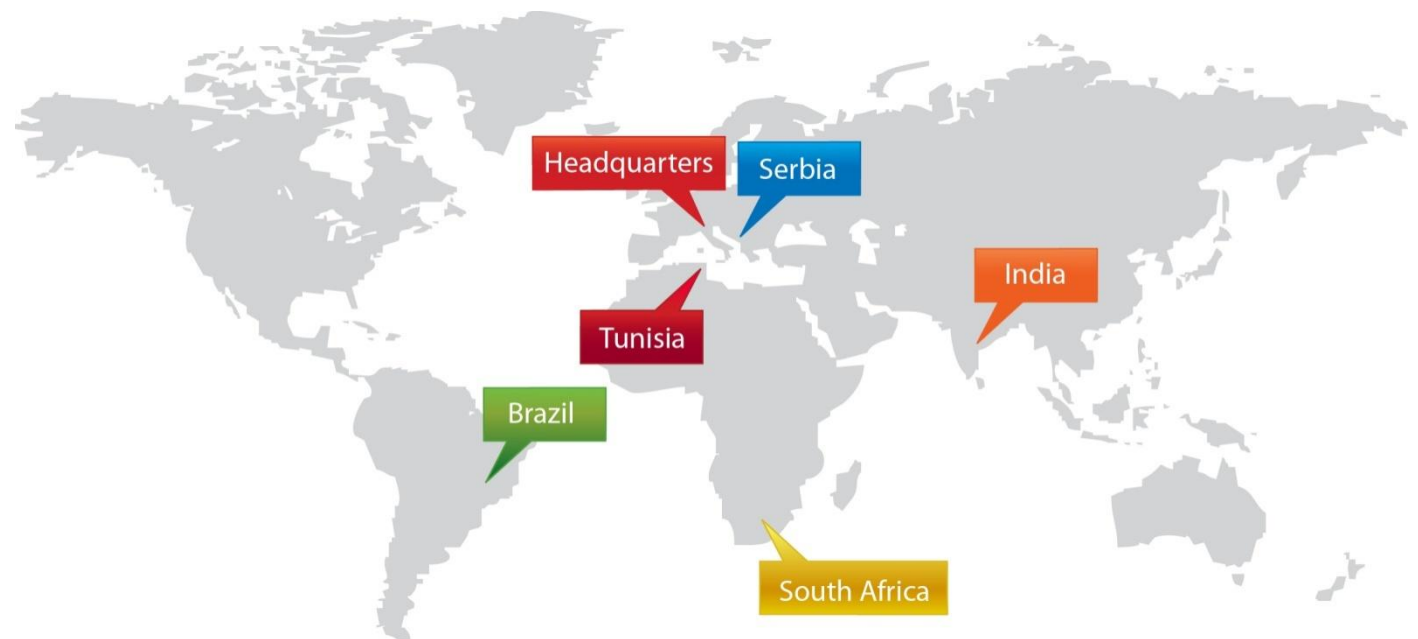 Headquarters
Serbia
India
Tunisia
Brazil
South Africa